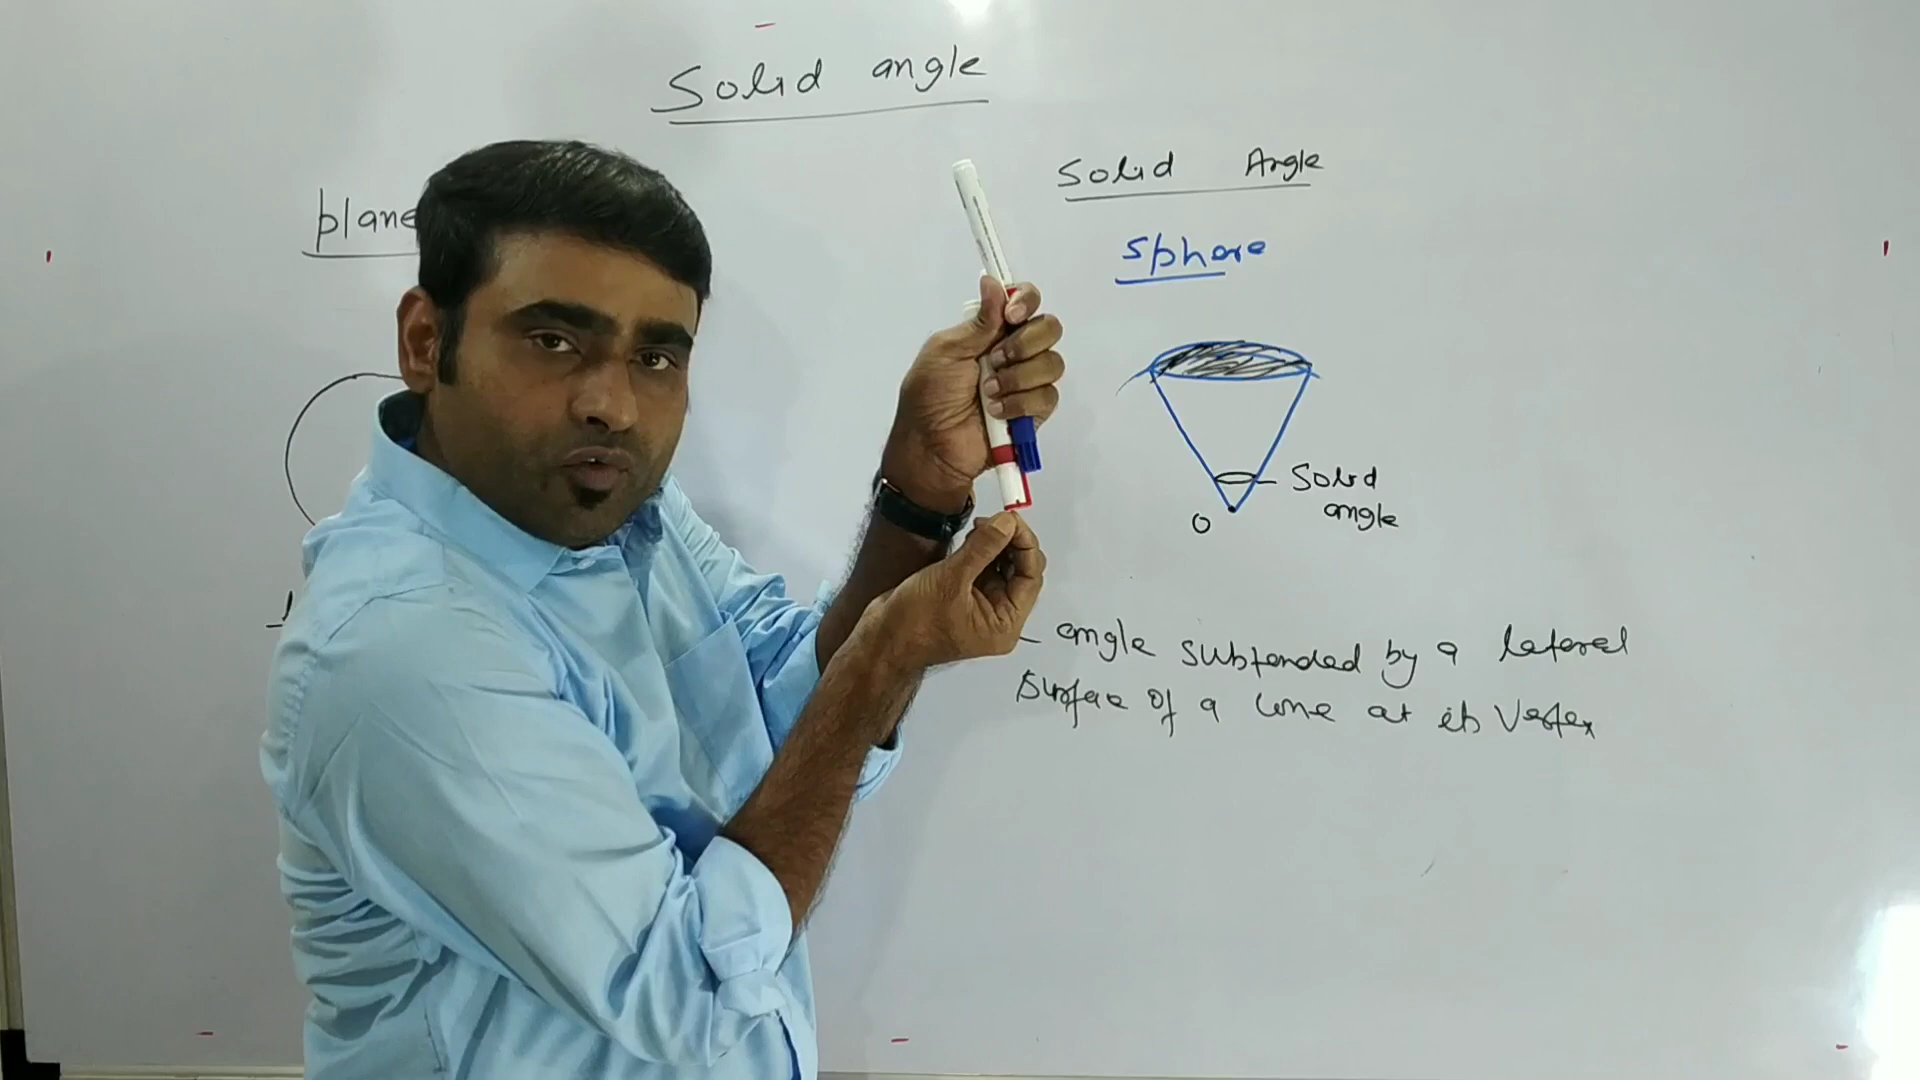 Solid angle
plane
Solid Angle
Sphere
Solid
angle
O
angle subtended by a lateral
Surface of a cone at its Vertex